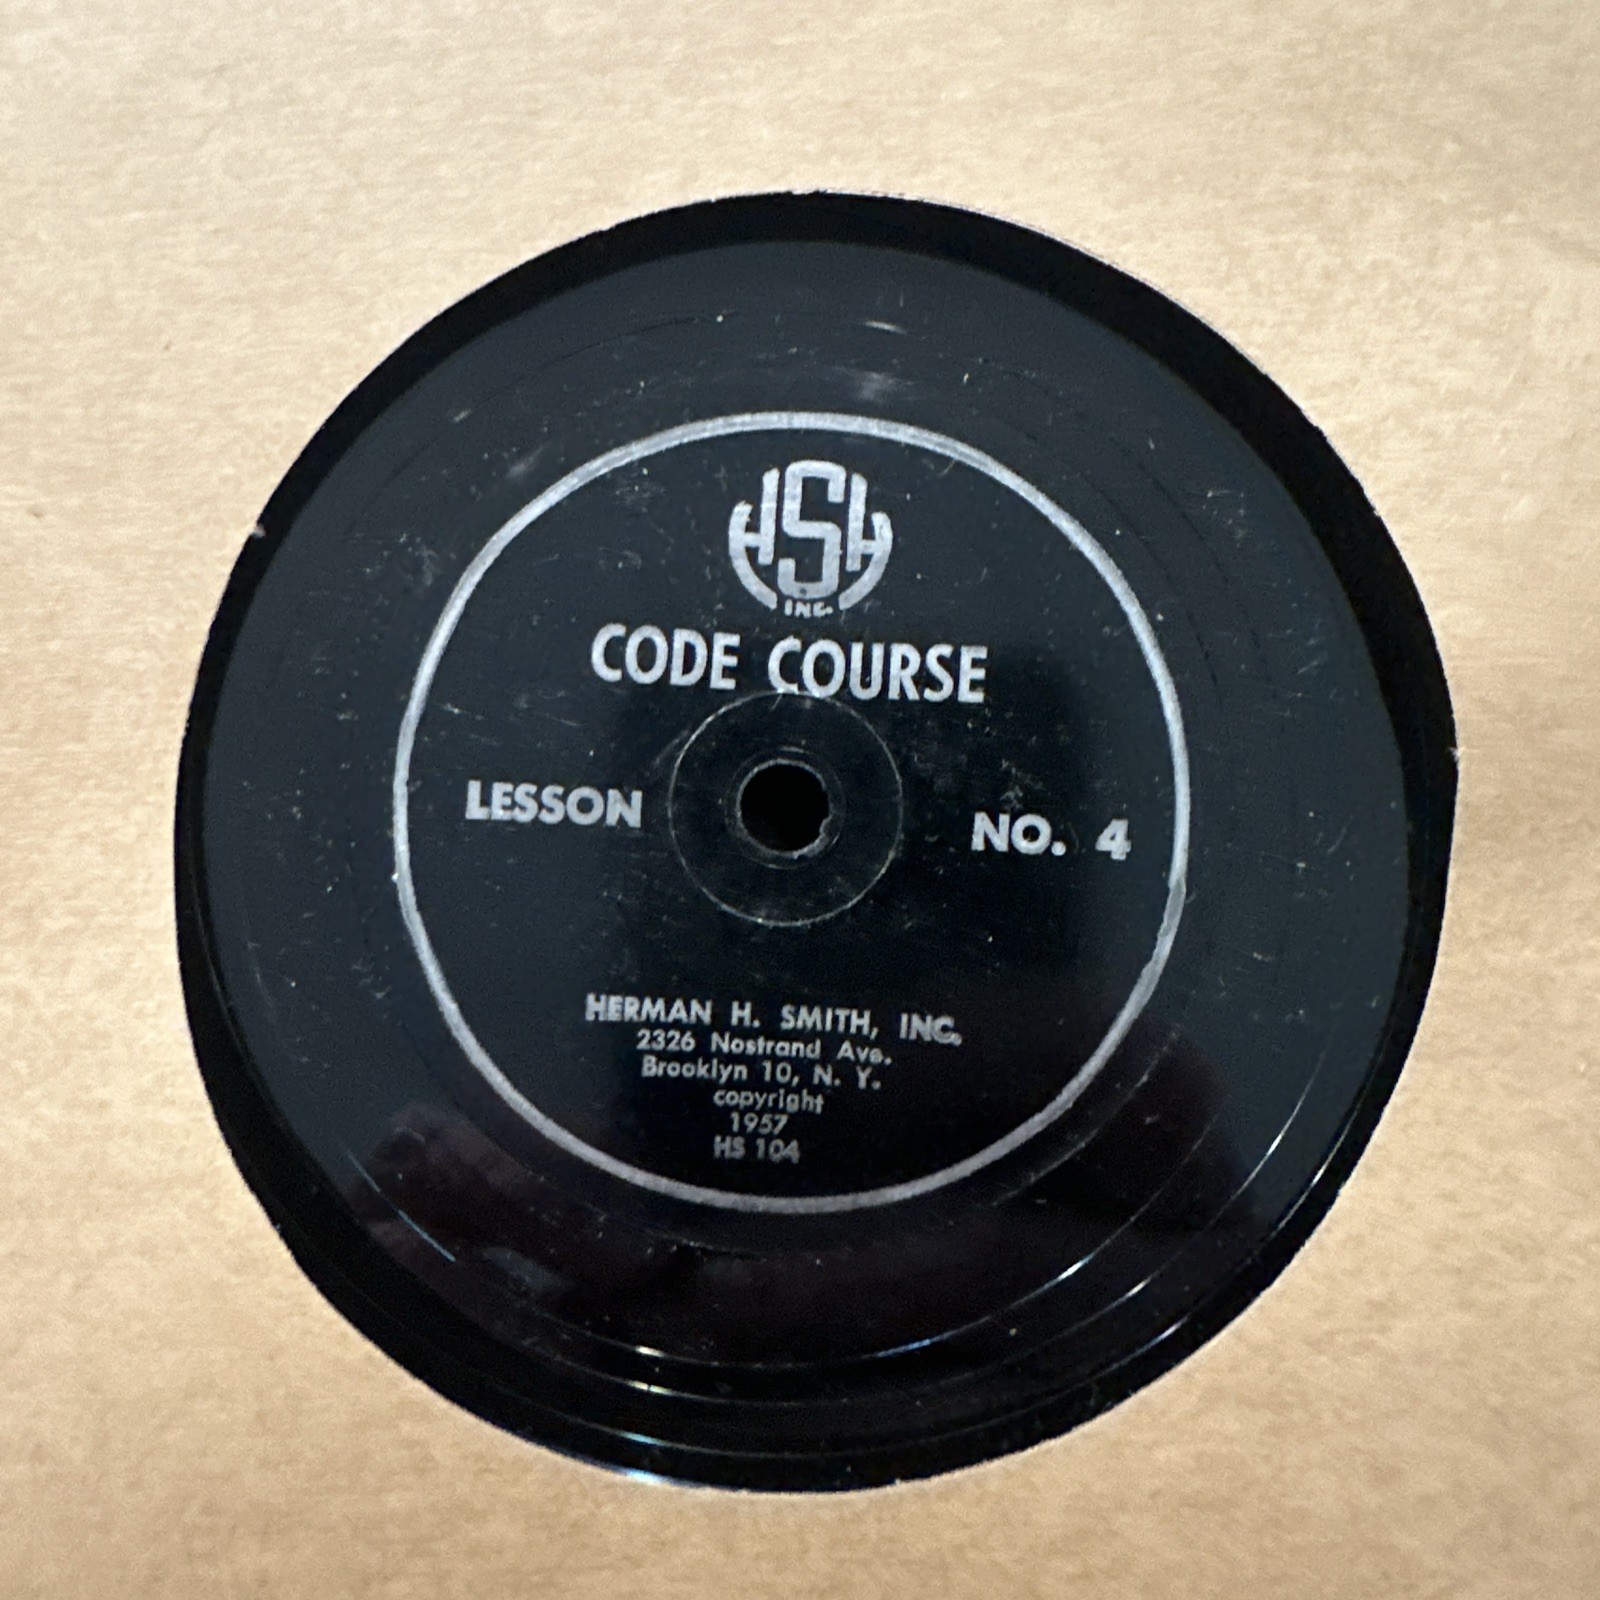 HSH
INC.
CODE COURSE
LESSON NO. 4
HERMAN H. SMITH, INC.
2326 Nostrand Ave.
Brooklyn 10, N. Y.
copyright
1957
HS 104